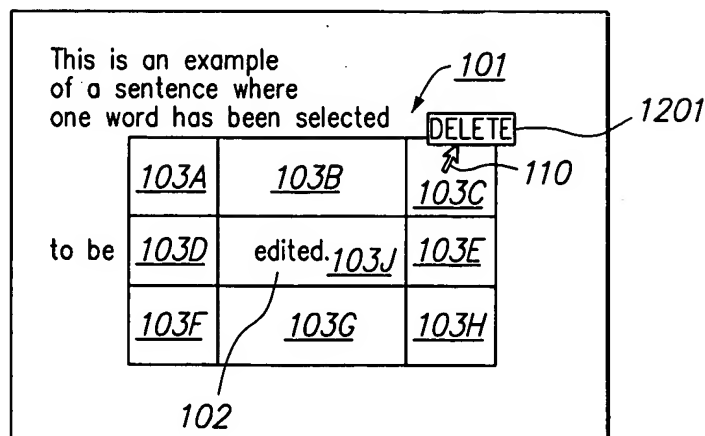 This is an example
of a sentence where 101
one word has been selected
DELETE 1201
110
103A 103B 103C
to be 103D edited. 103J 103E
103F 103G 103H
102